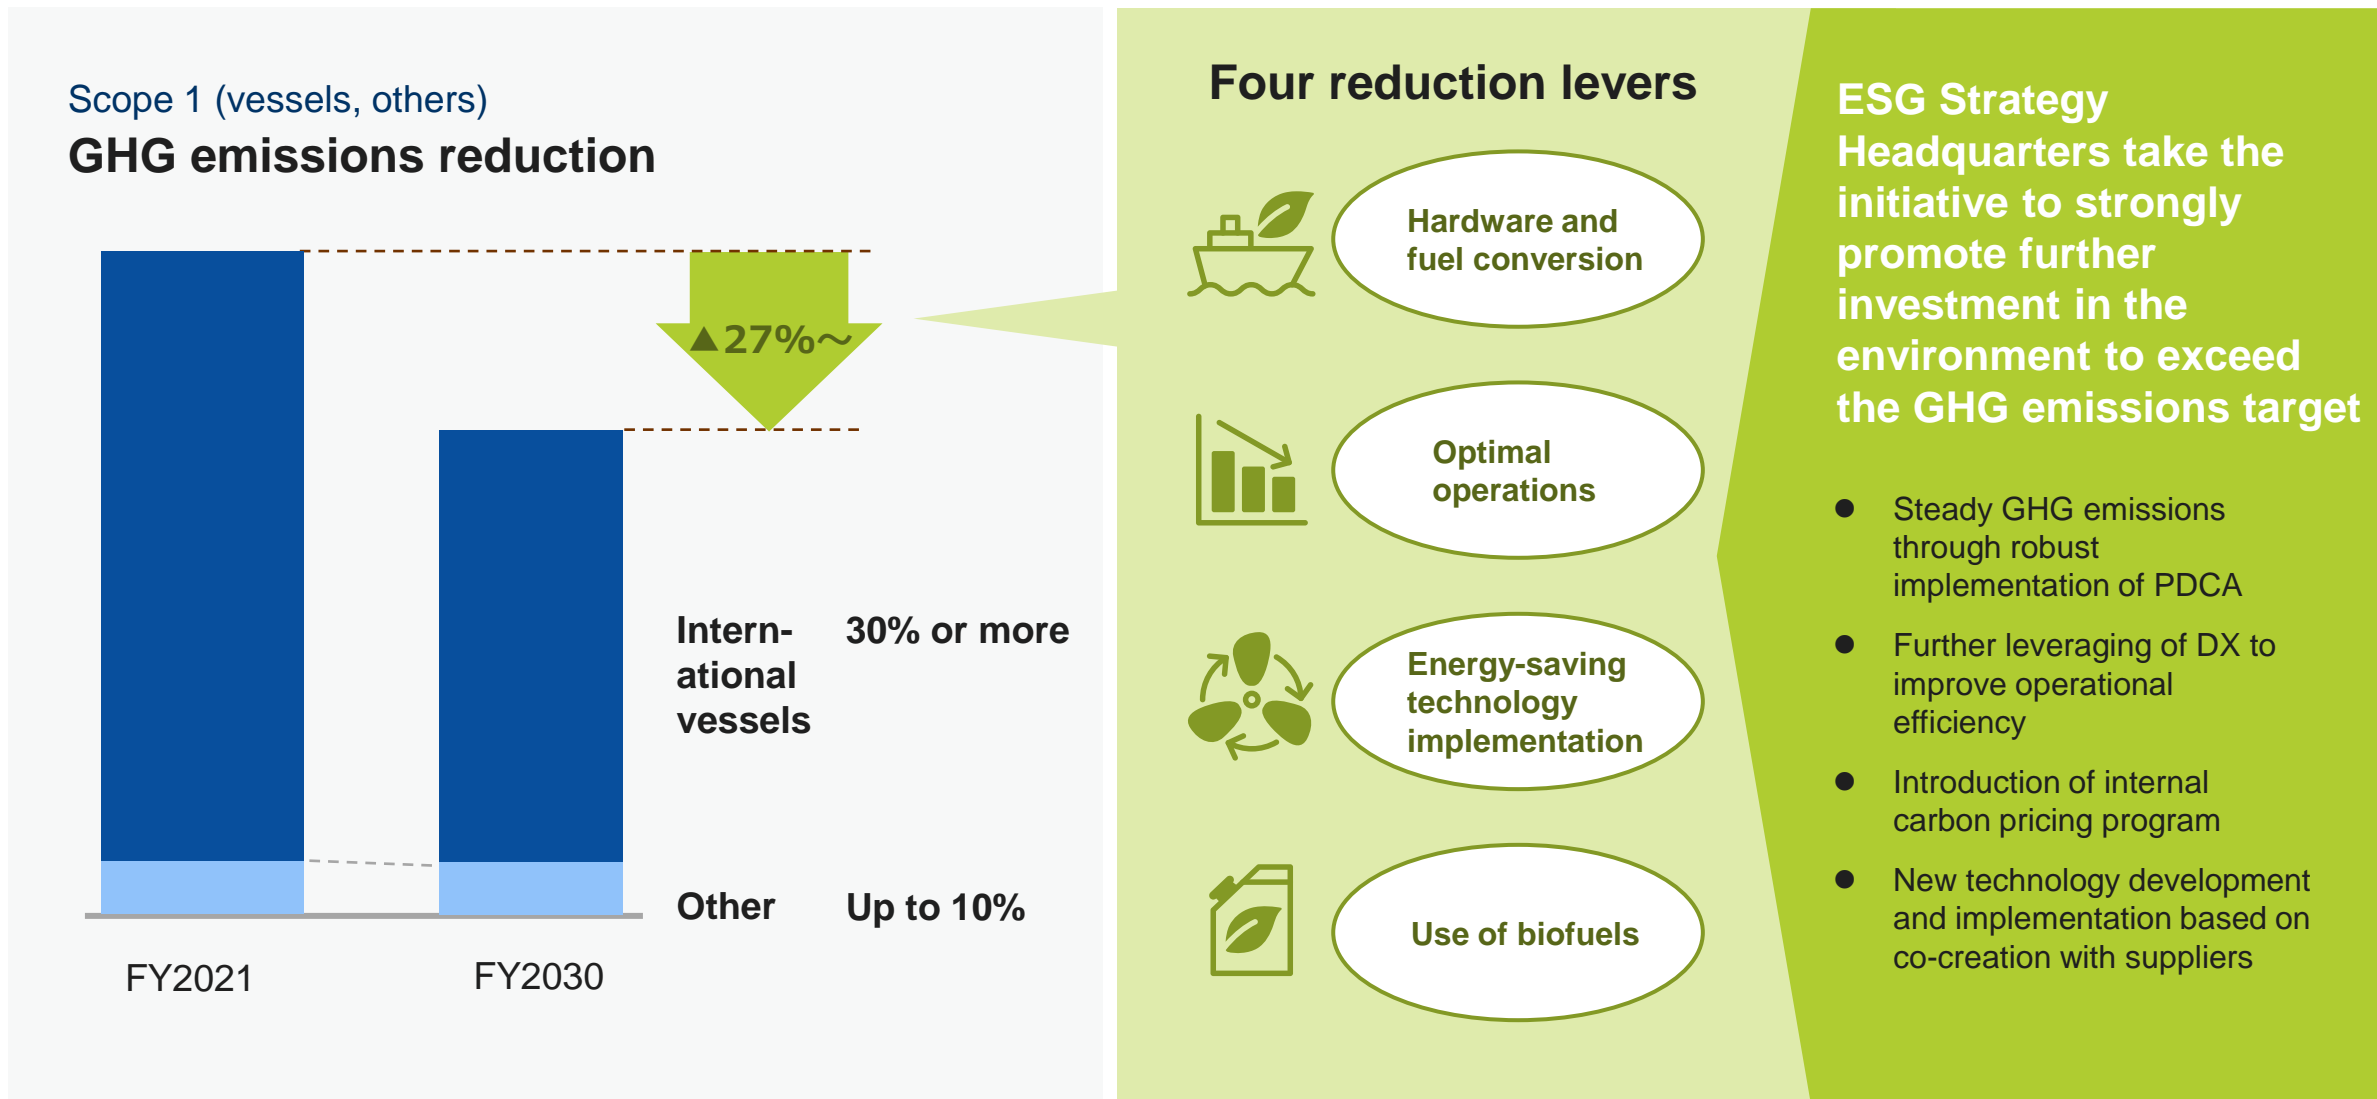 Scope 1 (vessels, others)
GHG emissions reduction
▲27%～
Intern-
ational
vessels
30% or more
Other
Up to 10%
FY2021
FY2030
Four reduction levers
Hardware and
fuel conversion
Optimal
operations
Energy-saving
technology
implementation
Use of biofuels
ESG Strategy
Headquarters take the
initiative to strongly
promote further
investment in the
environment to exceed
the GHG emissions target
● Steady GHG emissions
through robust
implementation of PDCA
● Further leveraging of DX to
improve operational
efficiency
● Introduction of internal
carbon pricing program
● New technology development
and implementation based on
co-creation with suppliers